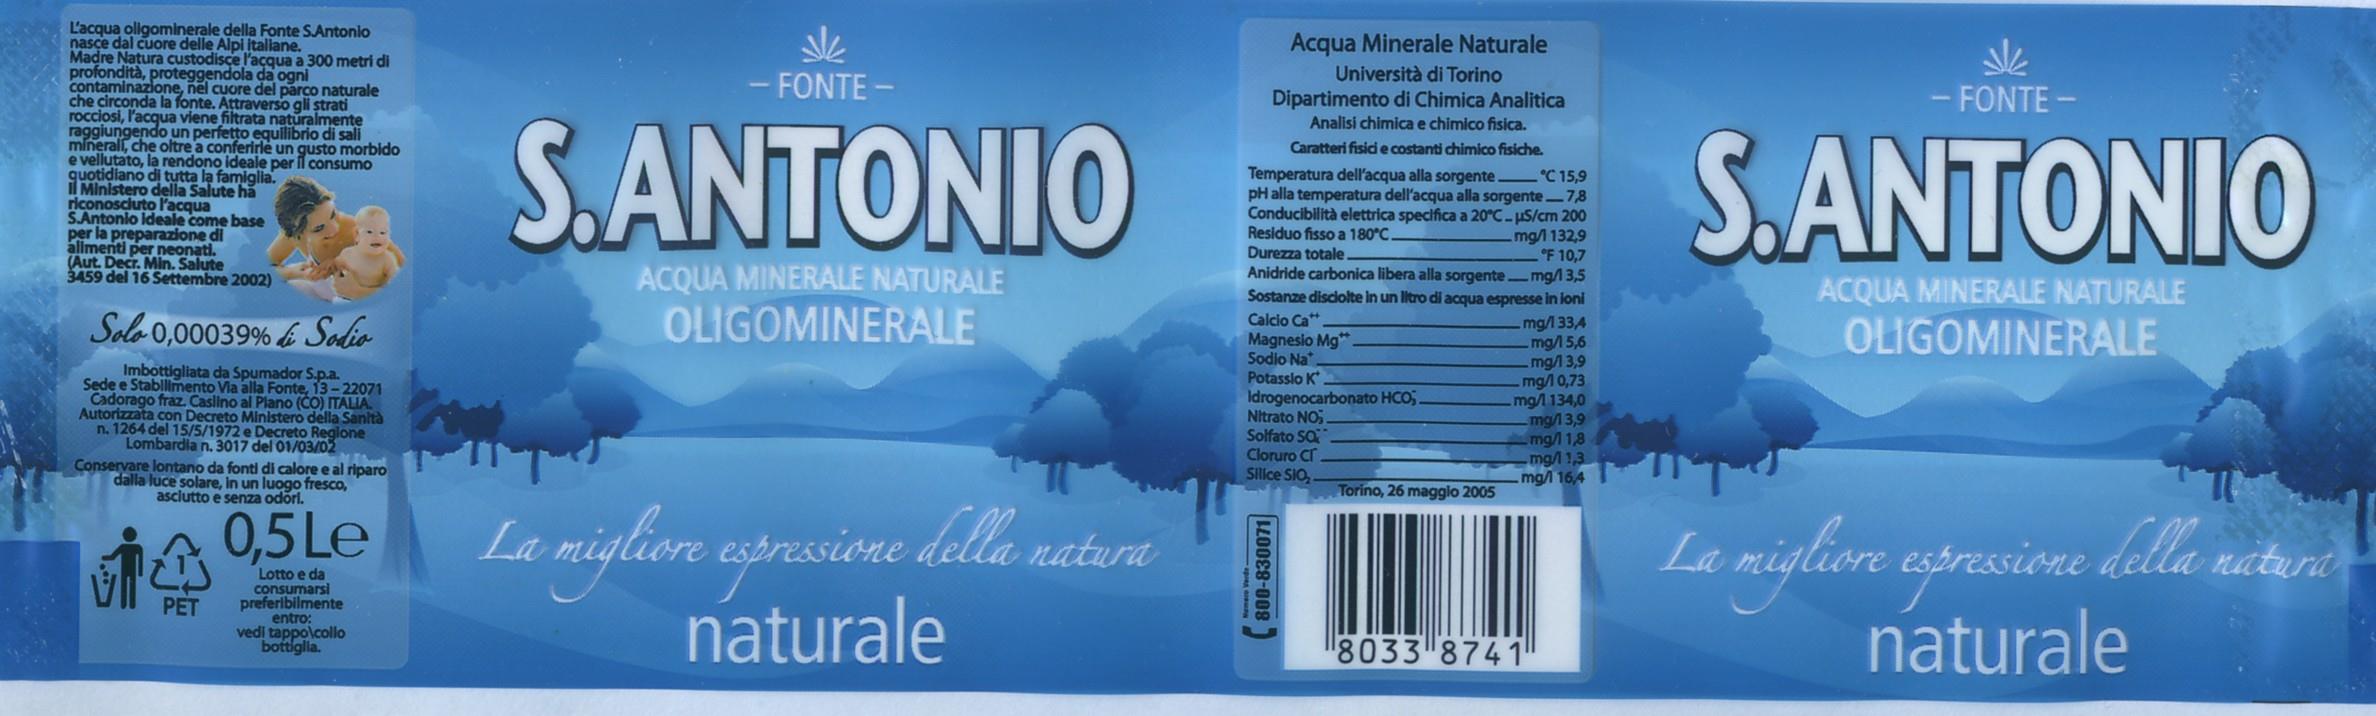 L'acqua oligominerale della Fonte S.Antonio
nasce dal cuore delle Alpi italiane.
Madre Natura custodisce l'acqua a 300 metri di
profondità, proteggendola da ogni
contaminazione, nel cuore del parco naturale
che circonda la fonte. Attraverso gli strati
rocciosi, l'acqua viene filtrata naturalmente
raggiungendo un perfetto equilibrio di sali
minerali, che oltre a conferirle un gusto morbido
e vellutato, la rendono ideale per il consumo
quotidiano di tutta la famiglia.
Il Ministero della Salute ha
riconosciuto l'acqua
S.Antonio ideale come base
per la preparazione di
alimenti per neonati.
(Aut. Decr. Min. Salute
3459 del 16 Settembre 2002)
Solo 0,00039% di Sodio
Imbottigliata da Spumador S.p.a.
Sede e Stabilimento Via alla Fonte, 13 – 22071
Cadorago fraz. Caslino al Piano (CO) ITALIA.
Autorizzata con Decreto Ministero della Sanità
n. 1264 del 15/5/1972 e Decreto Regione
Lombardia n. 3017 del 01/03/02
Conservare lontano da fonti di calore e al riparo
dalla luce solare, in un luogo fresco,
asciutto e senza odori.
1
PET
0,5 L e
Lotto e da
consumarsi
preferibilmente
entro:
vedi tappo\collo
bottiglia.
– FONTE –
S.ANTONIO
ACQUA MINERALE NATURALE
OLIGOMINERALE
La migliore espressione della natura
naturale
Acqua Minerale Naturale
Università di Torino
Dipartimento di Chimica Analitica
Analisi chimica e chimico fisica.
Caratteri fisici e costanti chimico fisiche.
Temperatura dell'acqua alla sorgente °C 15,9
pH alla temperatura dell'acqua alla sorgente 7,8
Conducibilità elettrica specifica a 20°C µS/cm 200
Residuo fisso a 180°C mg/l 132,9
Durezza totale °F 10,7
Anidride carbonica libera alla sorgente mg/l 3,5
Sostanze disciolte in un litro di acqua espresse in ioni
Calcio Ca⁺⁺ mg/l 33,4
Magnesio Mg⁺⁺ mg/l 5,6
Sodio Na⁺ mg/l 3,9
Potassio K⁺ mg/l 0,73
Idrogenocarbonato HCO₃⁻ mg/l 134,0
Nitrato NO₃⁻ mg/l 3,9
Solfato SO₄⁻⁻ mg/l 1,8
Cloruro Cl⁻ mg/l 1,3
Silice SiO₂ mg/l 16,4
Torino, 26 maggio 2005
Numero Verde
800-830071
8033 8741
– FONTE –
S.ANTONIO
ACQUA MINERALE NATURALE
OLIGOMINERALE
La migliore espressione della natura
naturale